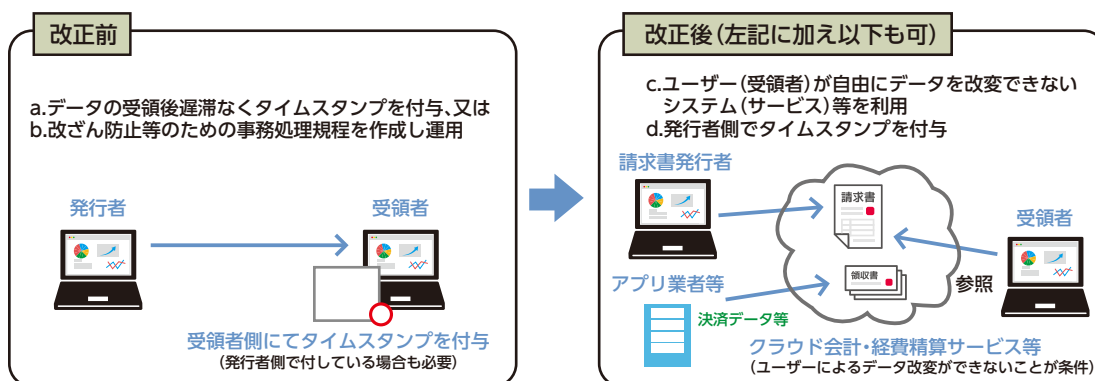 改正前
a.データの受領後遅滞なくタイムスタンプを付与、又は
b.改ざん防止等のための事務処理規程を作成し運用
発行者
受領者
受領者側にてタイムスタンプを付与
(発行者側で付している場合も必要)
改正後(左記に加え以下も可)
c.ユーザー(受領者)が自由にデータを改変できない
システム(サービス)等を利用
d.発行者側でタイムスタンプを付与
請求書発行者
請求書
受領者
アプリ業者等
領収書
参照
決済データ等
クラウド会計・経費精算サービス等
(ユーザーによるデータ改変ができないことが条件)